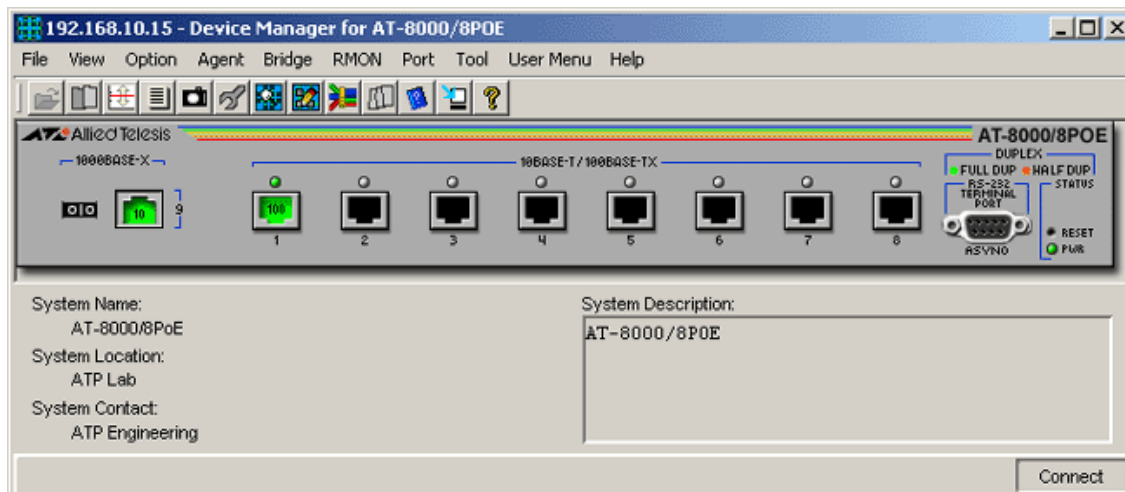 192.168.10.15 - Device Manager for AT-8000/8POE
File View Option Agent Bridge RMON Port Tool User Menu Help
Allied Telesis
AT-8000/8POE
1000BASE-X
10BASE-T/100BASE-TX
DUPLEX
FULL DUP HALF DUP
RS-232 TERMINAL PORT
STATUS
10
9
100
1 2 3 4 5 6 7 8
RESET
PWR
ASYNO
System Name:
AT-8000/8PoE
System Location:
ATP Lab
System Contact:
ATP Engineering
System Description:
AT-8000/8POE
Connect